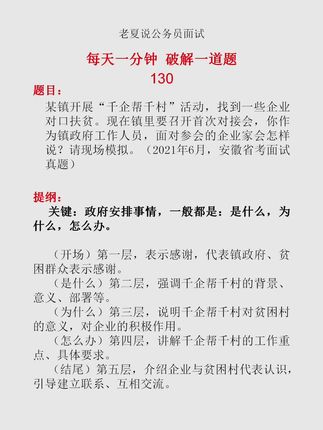 老夏说公务员面试
每天一分钟 破解一道题
130
题目：
某镇开展“千企帮千村”活动，找到一些企业
对口扶贫。现在镇里要召开首次对接会，你作
为镇政府工作人员，面对参会的企业家会怎样
说？请现场模拟。（2021年6月，安徽省考面试
真题）
提纲：
关键：政府安排事情，一般都是：是什么，为
什么，怎么办。
（开场）第一层，表示感谢，代表镇政府、贫
困群众表示感谢。
（是什么）第二层，强调千企帮千村的背景、
意义、部署等。
（为什么）第三层，说明千企帮千村对贫困村
的意义，对企业的积极作用。
（怎么办）第四层，讲解千企帮千村的工作重
点、具体要求。
（结尾）第五层，介绍企业与贫困村代表认识，
引导建立联系、互相交流。